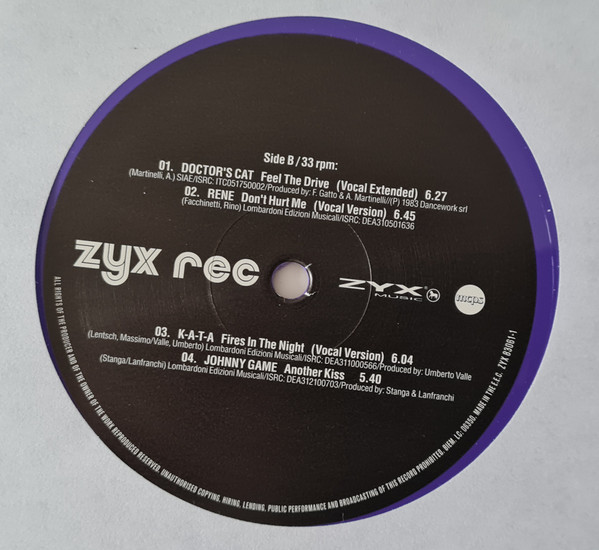 Side B / 33 rpm:
01. DOCTOR'S CAT Feel The Drive (Vocal Extended) 6.27
(Martinelli, A.) SIAE/ISRC: ITC051750002/Produced by: F. Gatto & A. Martinelli//(P) 1983 Dancework srl
02. RENE Don't Hurt Me (Vocal Version) 6.45
(Facchinetti, Rino) Lombardoni Edizioni Musicali/ISRC: DEA310501636
zyx rec
ZYX®
MUSIC
mcps
03. K-A-T-A Fires In The Night (Vocal Version) 6.04
(Lentsch, Massimo/Valle, Umberto) Lombardoni Edizioni Musicali/ISRC: DEA311000566/Produced by: Umberto Valle
04. JOHNNY GAME Another Kiss 5.40
(Stanga/Lanfranchi) Lombardoni Edizioni Musicali/ISRC: DEA312100703/Produced by: Stanga & Lanfranchi
ALL RIGHTS OF THE PRODUCER AND OF THE OWNER OF THE WORK REPRODUCED RESERVED. UNAUTHORISED COPYING, HIRING, LENDING, PUBLIC PERFORMANCE AND BROADCASTING OF THIS RECORD PROHIBITED. BIEM. LC: 06350. MADE IN THE E.E.C. ZYX 83061-1